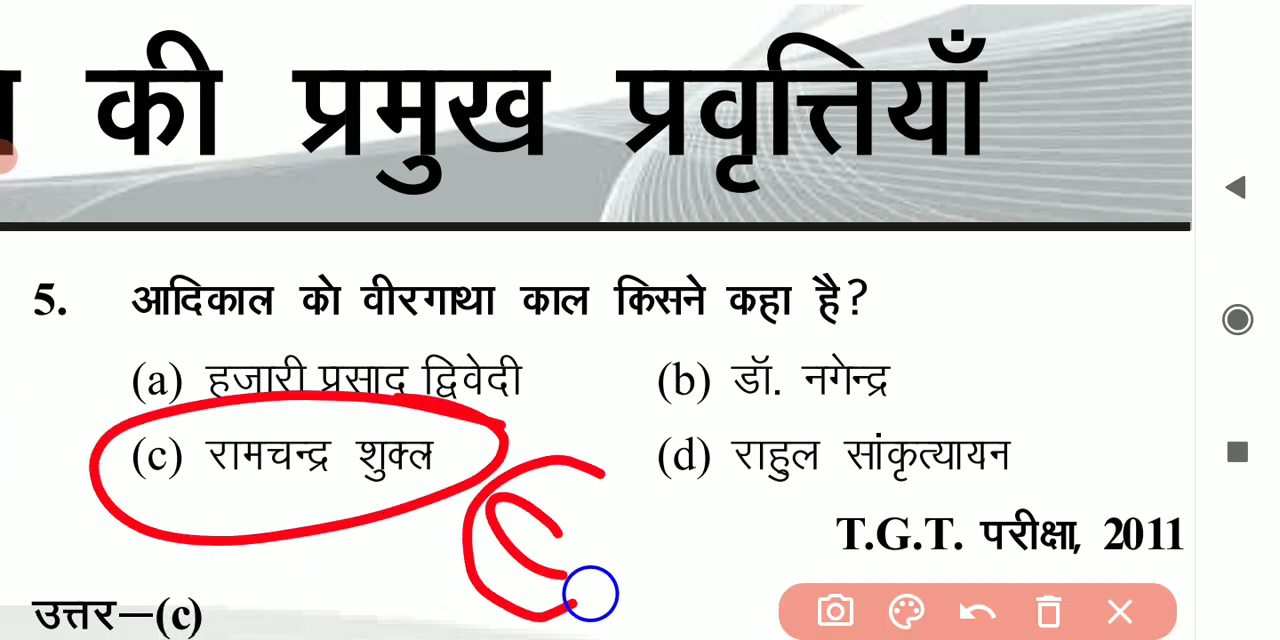 की प्रमुख प्रवृत्तियाँ
5. आदिकाल को वीरगाथा काल किसने कहा है?
(a) हजारी प्रसाद द्विवेदी (b) डॉ. नगेन्द्र
(c) रामचन्द्र शुक्ल (d) राहुल सांकृत्यायन
T.G.T. परीक्षा, 2011
उत्तर–(c)